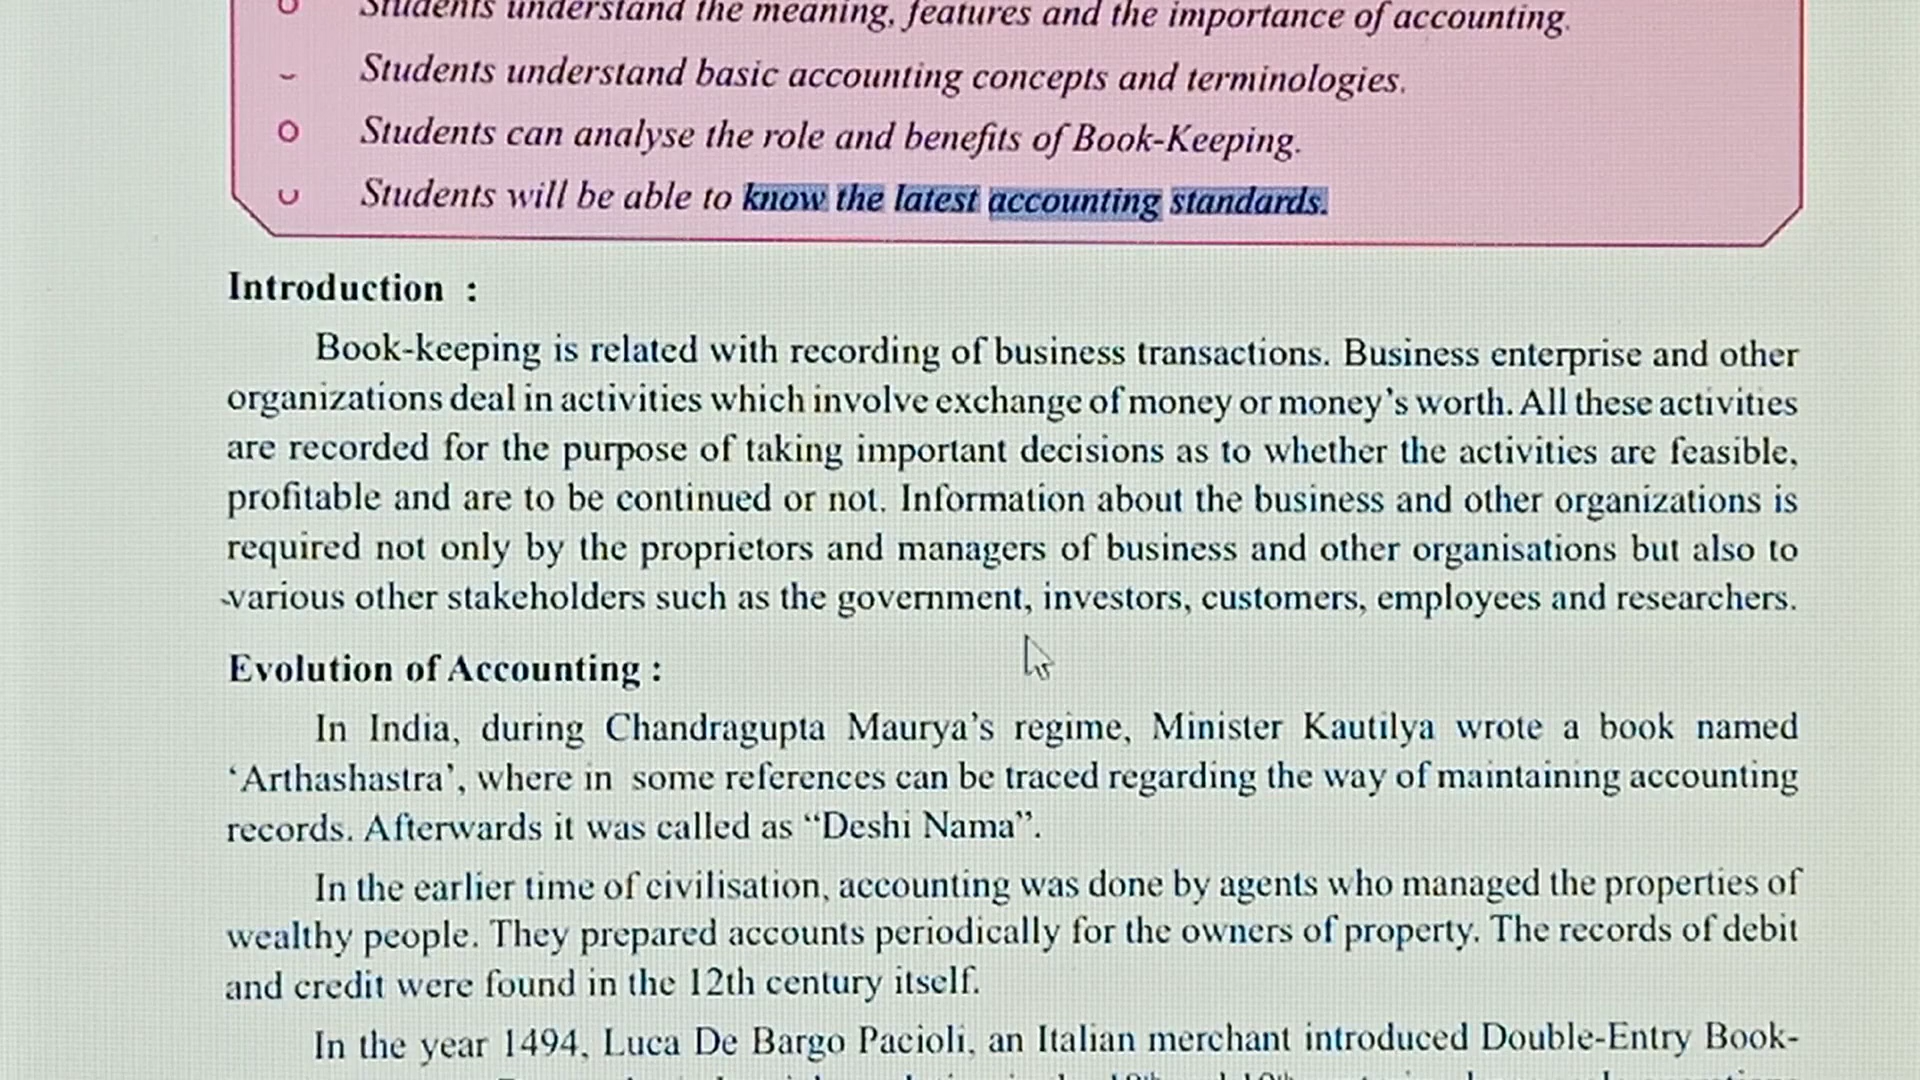 Students understand the meaning, features and the importance of accounting.
Students understand basic accounting concepts and terminologies.
Students can analyse the role and benefits of Book-Keeping.
Students will be able to know the latest accounting standards.
Introduction :
Book-keeping is related with recording of business transactions. Business enterprise and other
organizations deal in activities which involve exchange of money or money’s worth. All these activities
are recorded for the purpose of taking important decisions as to whether the activities are feasible,
profitable and are to be continued or not. Information about the business and other organizations is
required not only by the proprietors and managers of business and other organisations but also to
various other stakeholders such as the government, investors, customers, employees and researchers.
Evolution of Accounting :
In India, during Chandragupta Maurya’s regime, Minister Kautilya wrote a book named
‘Arthashastra’, where in some references can be traced regarding the way of maintaining accounting
records. Afterwards it was called as “Deshi Nama”.
In the earlier time of civilisation, accounting was done by agents who managed the properties of
wealthy people. They prepared accounts periodically for the owners of property. The records of debit
and credit were found in the 12th century itself.
In the year 1494, Luca De Bargo Pacioli, an Italian merchant introduced Double-Entry Book-